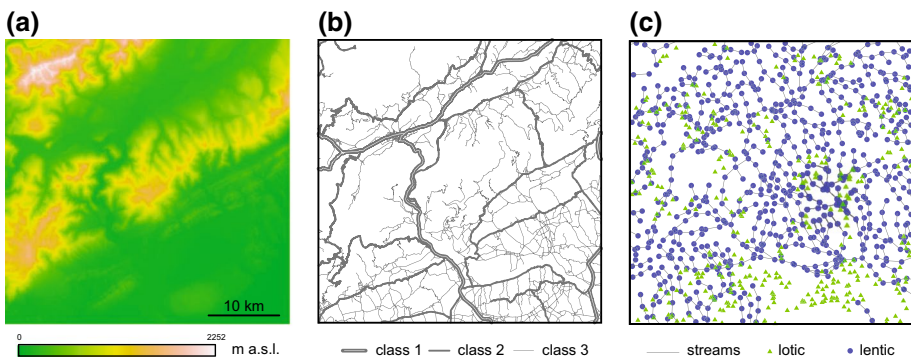 (a)
(b)
(c)
10 km
0
2252
m a.s.l.
class 1
class 2
class 3
streams
lotic
lentic